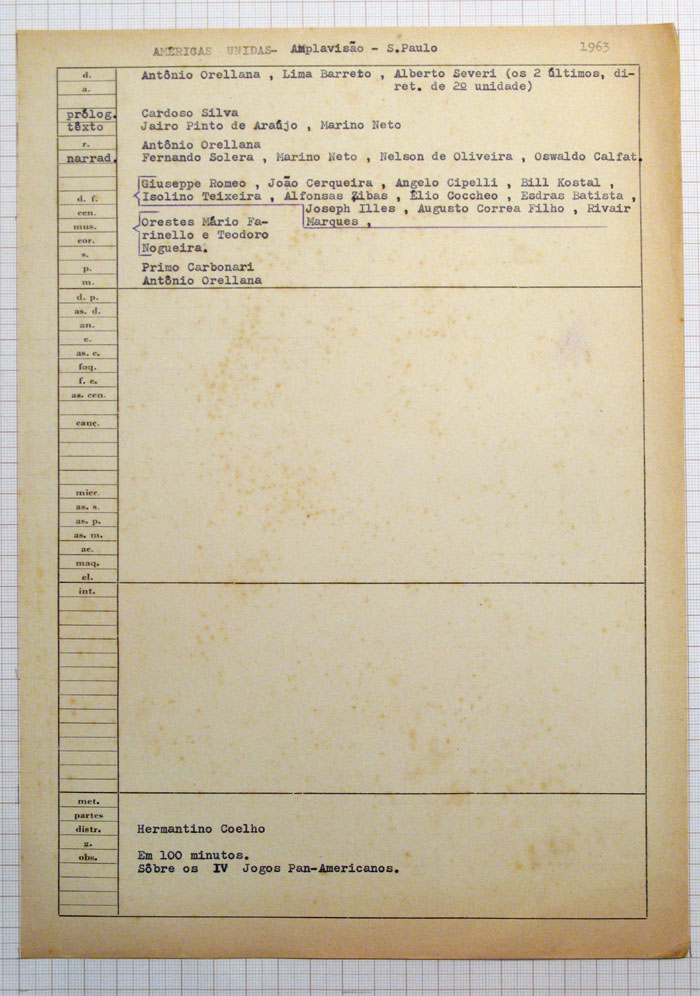 AMÉRICAS UNIDAS- Amplavisão - S.Paulo 1963
d. Antônio Orellana , Lima Barreto , Alberto Severi (os 2 últimos, di-
a. ret. de 2º unidade)
prólog. Cardoso Silva
têxto Jairo Pinto de Araújo , Marino Neto
r. Antônio Orellana
narrad. Fernando Solera , Marino Neto , Nelson de Oliveira , Oswaldo Calfat.
Giuseppe Romeo , João Cerqueira , Angelo Cipelli , Bill Kostal ,
d. f. Isolino Teixeira , Alfonsas Zibas , Élio Coccheo , Esdras Batista ,
cen. Joseph Illes , Augusto Correa Filho , Rivair
mus. Orestes Mário Fa- Marques ,
cor. rinello e Teodoro
s. Nogueira.
p. Primo Carbonari
m. Antônio Orellana
d. p.
as. d.
an.
e.
as. e.
foq.
f. e.
as. cen.
canç.
micr.
as. s.
as. p.
as. m.
ac.
maq.
el.
int.
met.
partes
distr. Hermantino Coelho
g.
obs. Em 100 minutos.
Sôbre os IV Jogos Pan-Americanos.